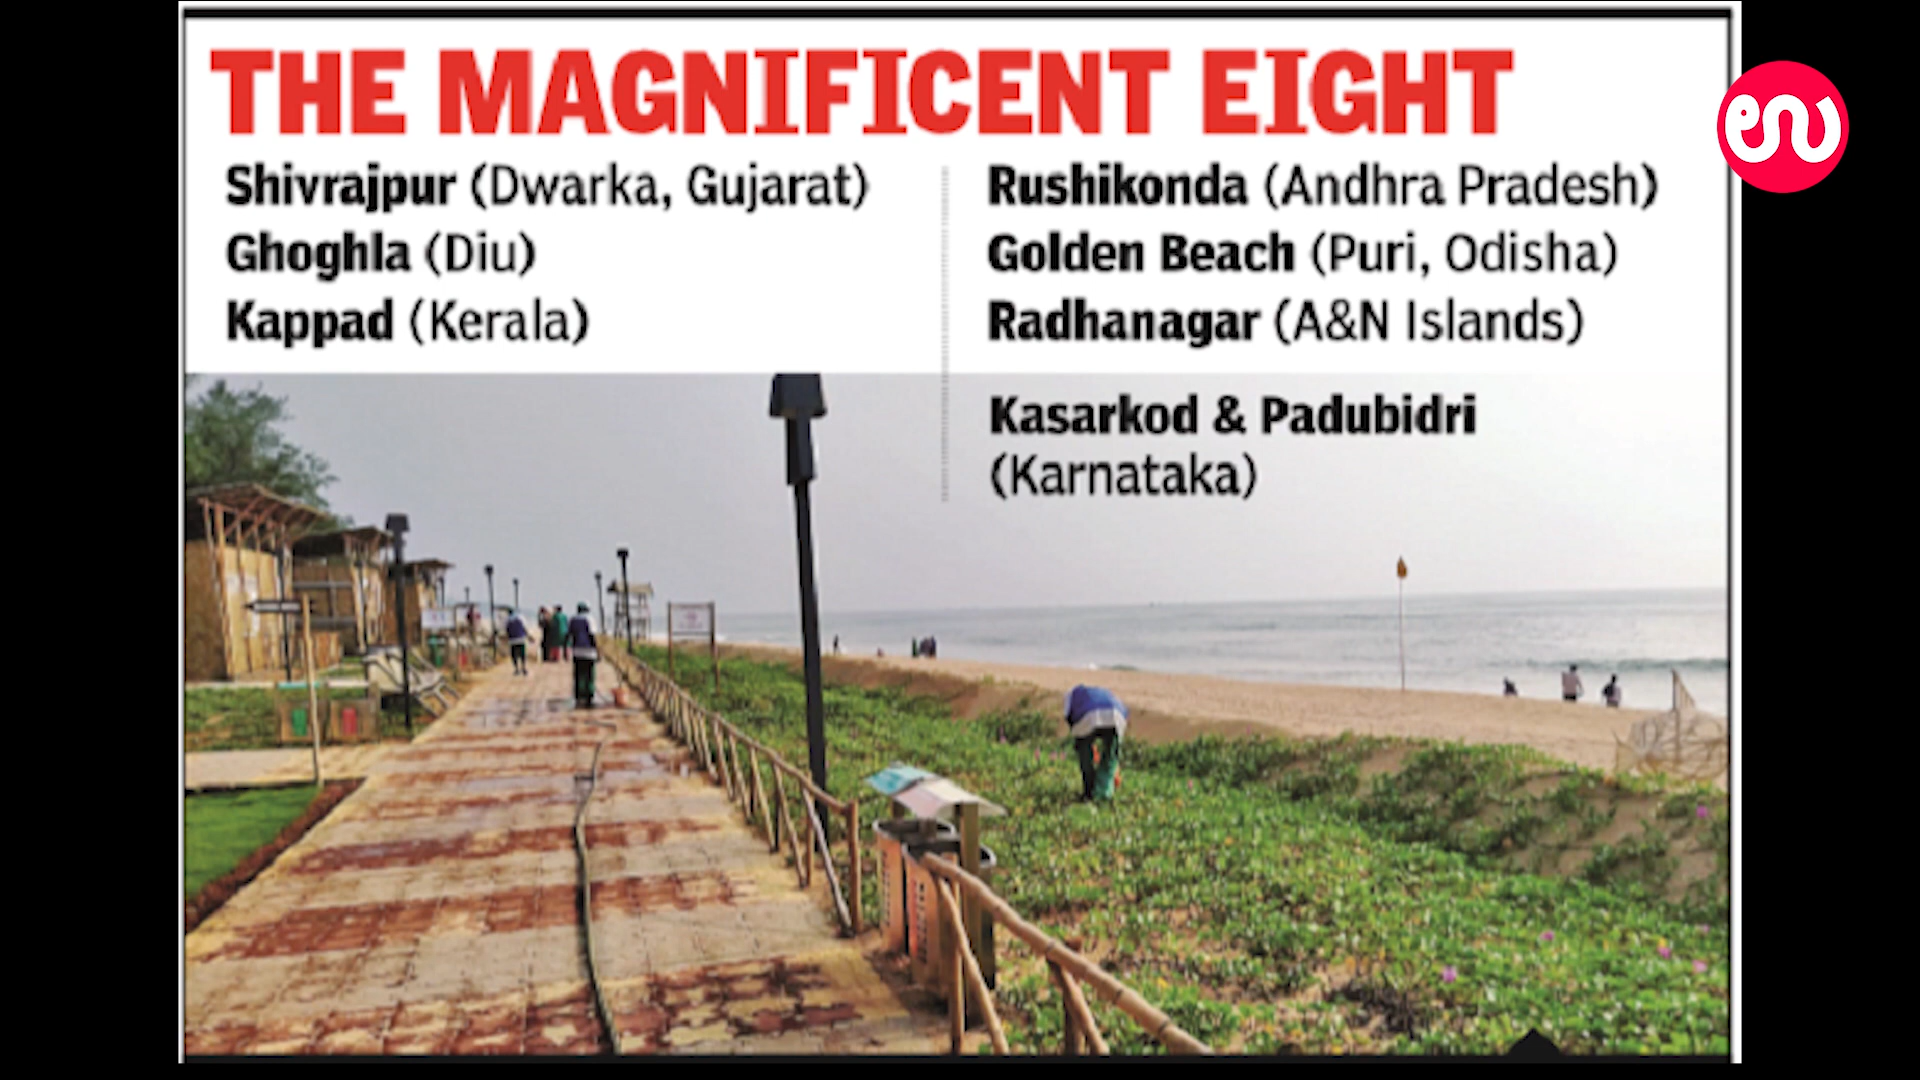 THE MAGNIFICENT EIGHT
Shivrajpur (Dwarka, Gujarat)
Ghoghla (Diu)
Kappad (Kerala)
Rushikonda (Andhra Pradesh)
Golden Beach (Puri, Odisha)
Radhanagar (A&N Islands)
Kasarkod & Padubidri
(Karnataka)